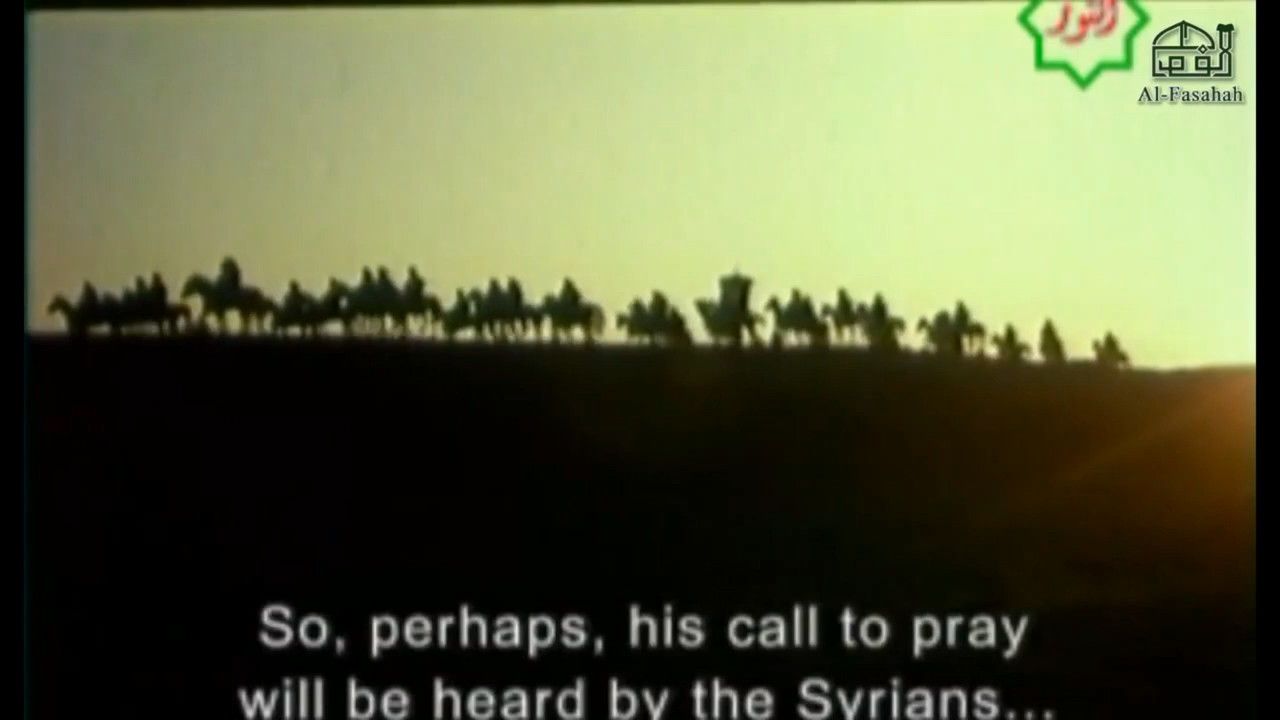 النور
Al-Fasahah
So, perhaps, his call to pray
will be heard by the Syrians...